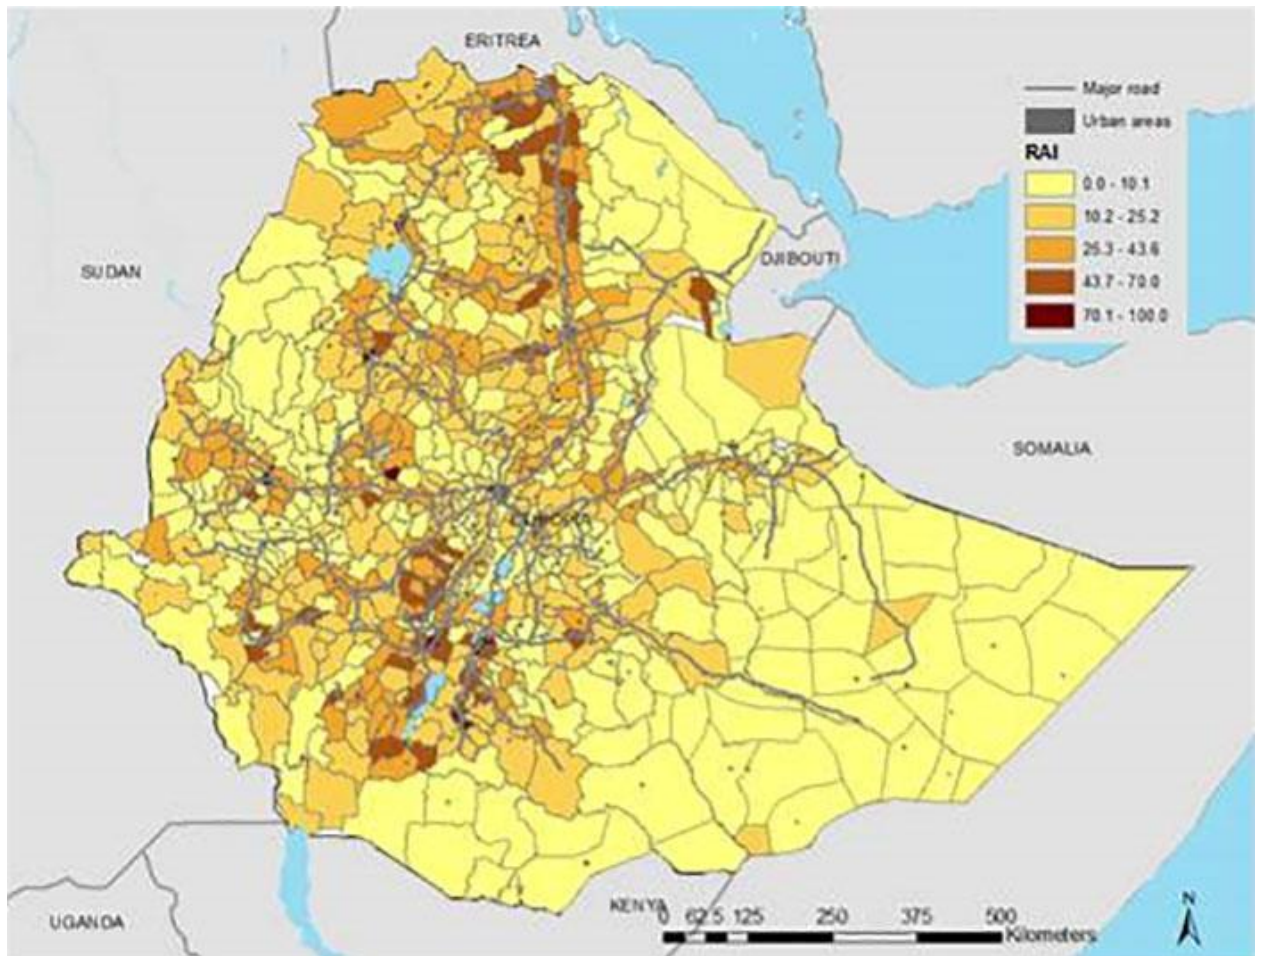 ERITREA
Major road
Urban areas
RAI
0.0 - 10.1
10.2 - 25.2
25.3 - 43.6
43.7 - 70.0
70.1 - 100.0
DJIBOUTI
SUDAN
SOMALIA
KENYA
UGANDA
0 62.5 125 250 375 500
Kilometers
N